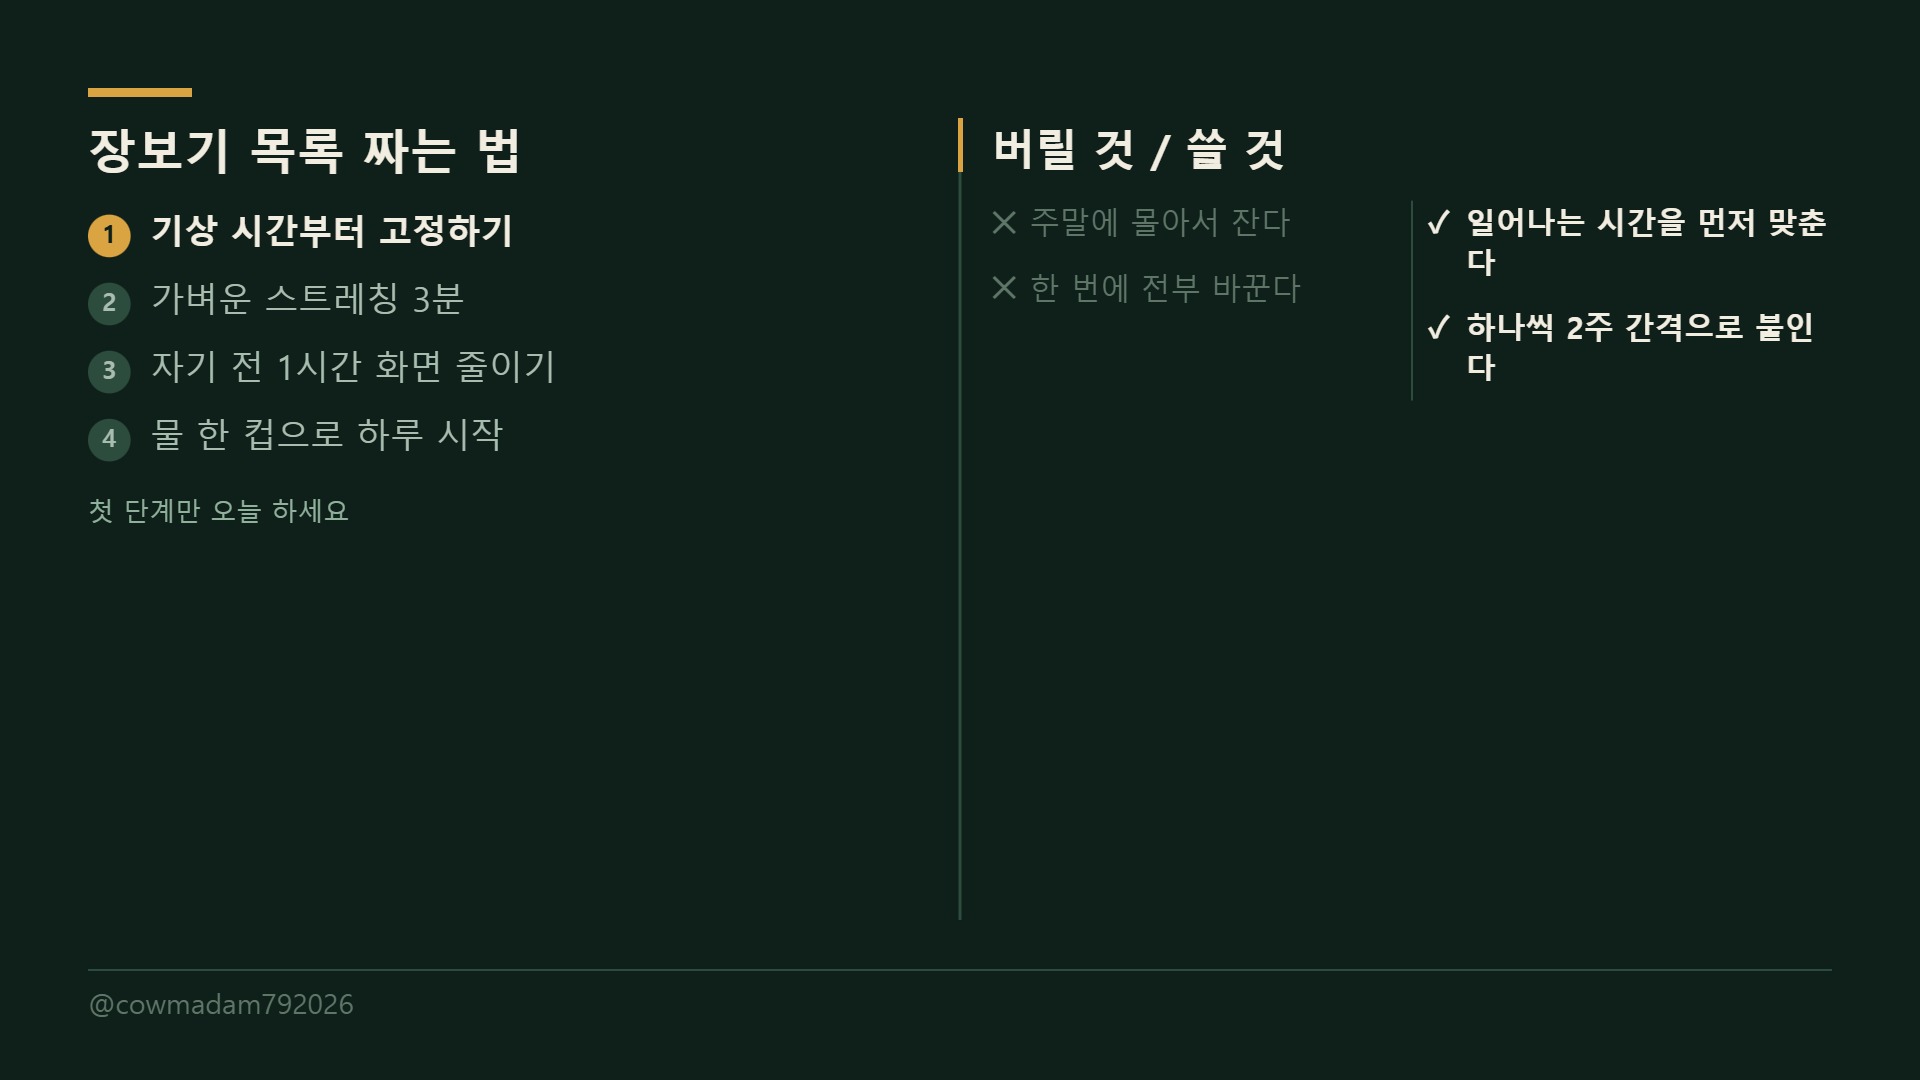 장보기 목록 짜는 법
1 기상 시간부터 고정하기
2 가벼운 스트레칭 3분
3 자기 전 1시간 화면 줄이기
4 물 한 컵으로 하루 시작
첫 단계만 오늘 하세요
버릴 것 / 쓸 것
✕ 주말에 몰아서 잔다
✕ 한 번에 전부 바꾼다
✓ 일어나는 시간을 먼저 맞춘
다
✓ 하나씩 2주 간격으로 붙인
다
@cowmadam792026